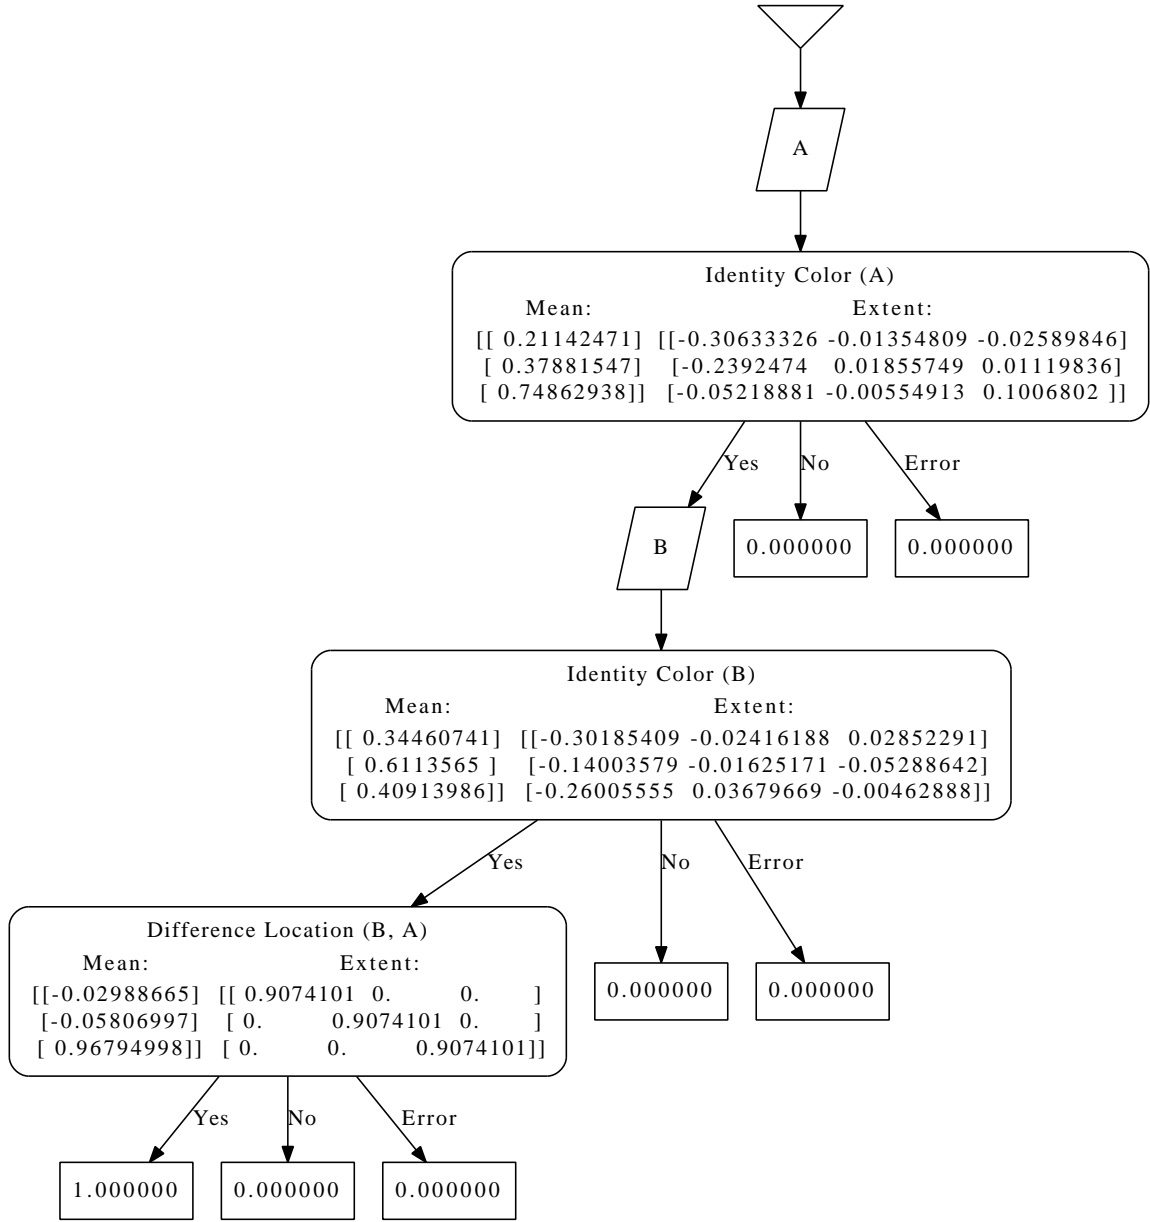 A
Identity Color (A)
Mean: Extent:
[[ 0.21142471] [[-0.30633326 -0.01354809 -0.02589846]
[ 0.37881547] [-0.2392474 0.01855749 0.01119836]
[ 0.74862938]] [-0.05218881 -0.00554913 0.1006802 ]]
Yes No Error
B 0.000000 0.000000
Identity Color (B)
Mean: Extent:
[[ 0.34460741] [[-0.30185409 -0.02416188 0.02852291]
[ 0.6113565 ] [-0.14003579 -0.01625171 -0.05288642]
[ 0.40913986]] [-0.26005555 0.03679669 -0.00462888]]
Yes No Error
Difference Location (B, A)
Mean: Extent:
[[-0.02988665] [[ 0.9074101 0. 0. ]
[-0.05806997] [ 0. 0.9074101 0. ]
[ 0.96794998]] [ 0. 0. 0.9074101]]
0.000000 0.000000
Yes No Error
1.000000 0.000000 0.000000